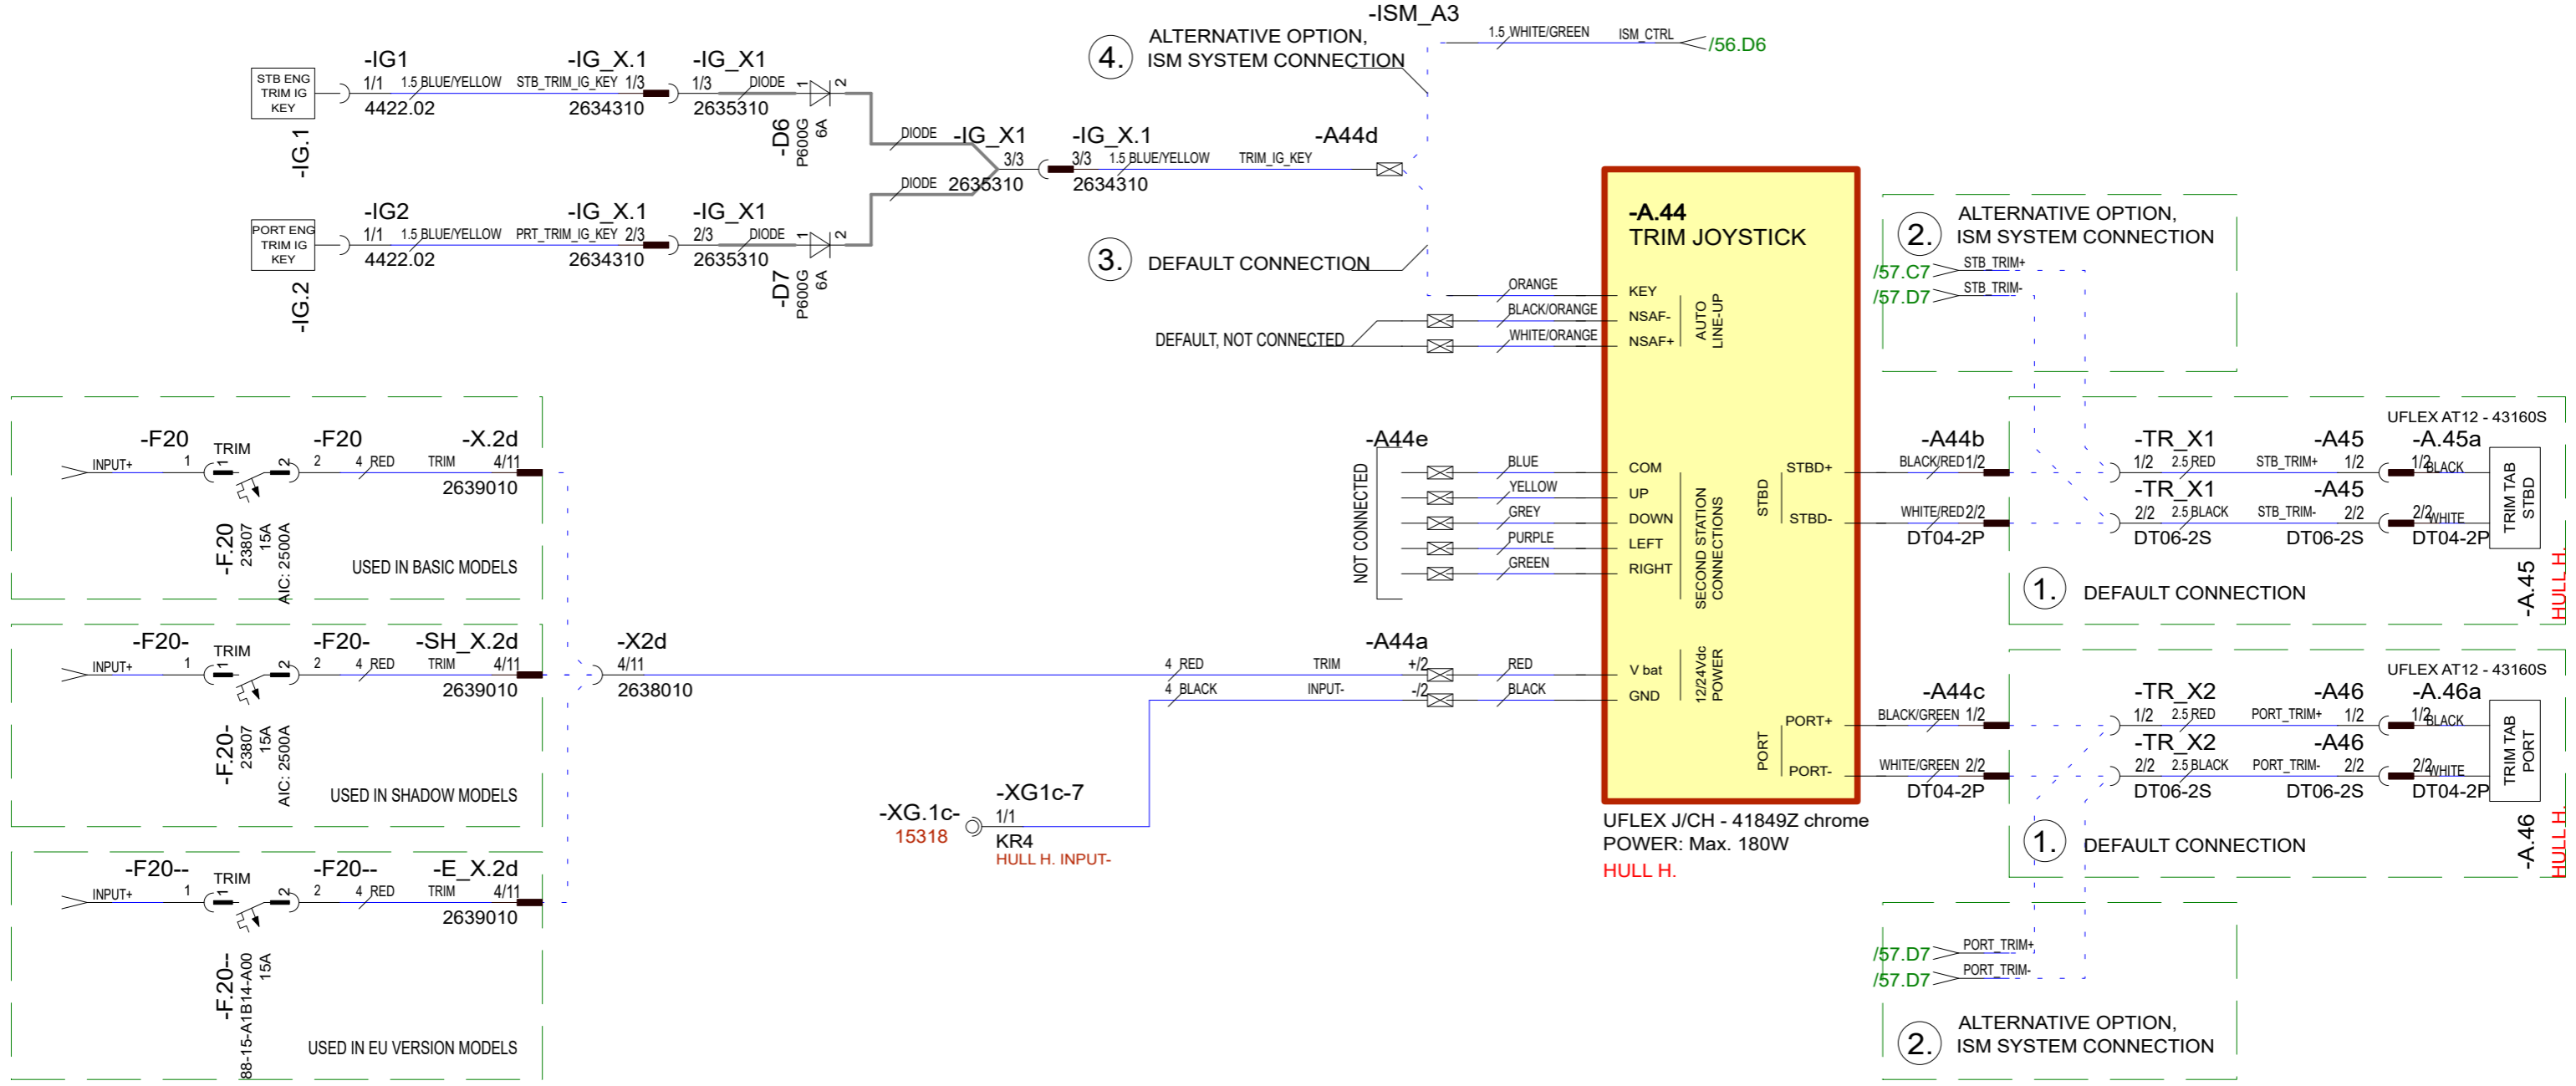 -ISM_A3
1.5 WHITE/GREEN ISM_CTRL /56.D6
4. ALTERNATIVE OPTION,
ISM SYSTEM CONNECTION
STB ENG
TRIM IG
KEY
-IG.1
-IG1
1/1 1.5 BLUE/YELLOW STB_TRIM_IG_KEY 1/3
4422.02
-IG_X.1
2634310
-IG_X1
1/3 DIODE 1 2
2635310
-D6
P600G
6A
DIODE
-IG_X1
3/3
2635310
-IG_X.1
3/3 1.5 BLUE/YELLOW TRIM_IG_KEY
2634310
-A44d
DIODE
PORT ENG
TRIM IG
KEY
-IG.2
-IG2
1/1 1.5 BLUE/YELLOW PRT_TRIM_IG_KEY 2/3
4422.02
-IG_X.1
2634310
-IG_X1
2/3 DIODE 1 2
2635310
-D7
P600G
6A
3. DEFAULT CONNECTION
DEFAULT, NOT CONNECTED
ORANGE
BLACK/ORANGE
WHITE/ORANGE
-A.44
TRIM JOYSTICK
KEY
NSAF-
NSAF+
AUTO
LINE-UP
-A44e
NOT CONNECTED
BLUE
YELLOW
GREY
PURPLE
GREEN
COM
UP
DOWN
LEFT
RIGHT
SECOND STATION
CONNECTIONS
STBD+
STBD-
STBD
V bat
GND
12/24Vdc
POWER
PORT+
PORT-
PORT
UFLEX J/CH - 41849Z chrome
POWER: Max. 180W
HULL H.
2. ALTERNATIVE OPTION,
ISM SYSTEM CONNECTION
/57.C7 STB_TRIM+
/57.D7 STB_TRIM-
UFLEX AT12 - 43160S
-A44b
BLACK/RED 1/2
WHITE/RED 2/2
DT04-2P
-TR_X1
1/2 2.5 RED STB_TRIM+ 1/2
-A45
-A.45a
1/2 BLACK
-TR_X1
2/2 2.5 BLACK STB_TRIM- 2/2
DT06-2S
-A45
DT06-2S
2/2 WHITE
DT04-2P
TRIM TAB
STBD
-A.45
HULL H.
1. DEFAULT CONNECTION
UFLEX AT12 - 43160S
-A44c
BLACK/GREEN 1/2
WHITE/GREEN 2/2
DT04-2P
-TR_X2
1/2 2.5 RED PORT_TRIM+ 1/2
-A46
-A.46a
1/2 BLACK
-TR_X2
2/2 2.5 BLACK PORT_TRIM- 2/2
DT06-2S
-A46
DT06-2S
2/2 WHITE
DT04-2P
TRIM TAB
PORT
-A.46
HULL H.
1. DEFAULT CONNECTION
/57.D7 PORT_TRIM+
/57.D7 PORT_TRIM-
2. ALTERNATIVE OPTION,
ISM SYSTEM CONNECTION
-F20 TRIM -F20 -X.2d
INPUT+ 1 1 2 2 4 RED TRIM 4/11
2639010
-F.20
23807
15A
AIC: 2500A
USED IN BASIC MODELS
-F20- TRIM -F20- -SH_X.2d
INPUT+ 1 1 2 2 4 RED TRIM 4/11
2639010
-F.20-
23807
15A
AIC: 2500A
USED IN SHADOW MODELS
-F20-- TRIM -F20-- -E_X.2d
INPUT+ 1 1 2 2 4 RED TRIM 4/11
2639010
-F.20--
88-15-A1B14-A00
15A
USED IN EU VERSION MODELS
-X2d
4/11
2638010
-A44a
4 RED TRIM +/2 RED
4 BLACK INPUT- -/2 BLACK
-XG.1c-
15318
-XG1c-7
1/1
KR4
HULL H. INPUT-